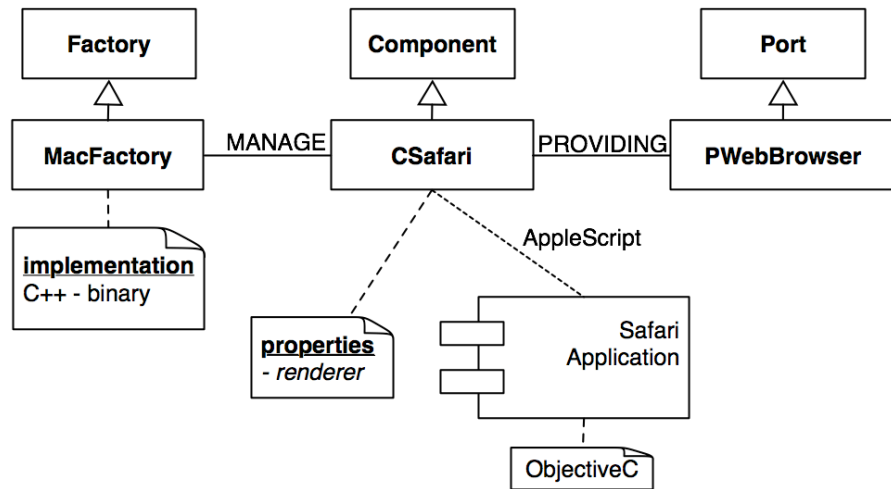 Factory
Component
Port
MacFactory
MANAGE
CSafari
PROVIDING
PWebBrowser
implementation
C++ - binary
AppleScript
properties
- renderer
Safari
Application
ObjectiveC